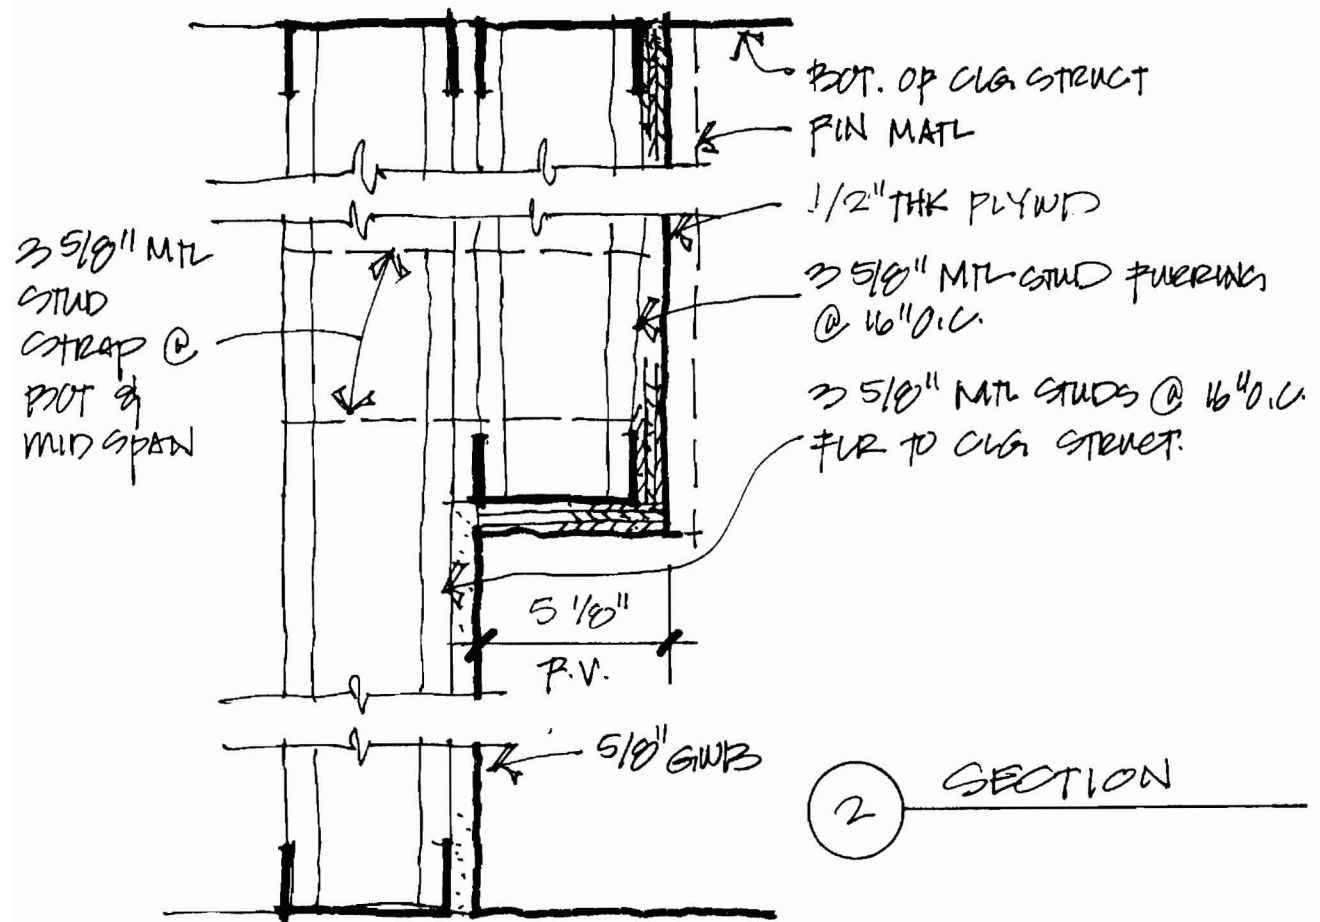 BOT. OF CLG STRUCT
FIN MATL
1/2" THK PLYWD
3 5/8" MTL
STUD
STRAP @
BOT &
MID SPAN
3 5/8" MTL STUD FURRING
@ 16" O.C.
3 5/8" MTL STUDS @ 16" O.C.
FLR TO CLG STRUCT.
5 1/8"
F.V.
5/8" GWB
2
SECTION